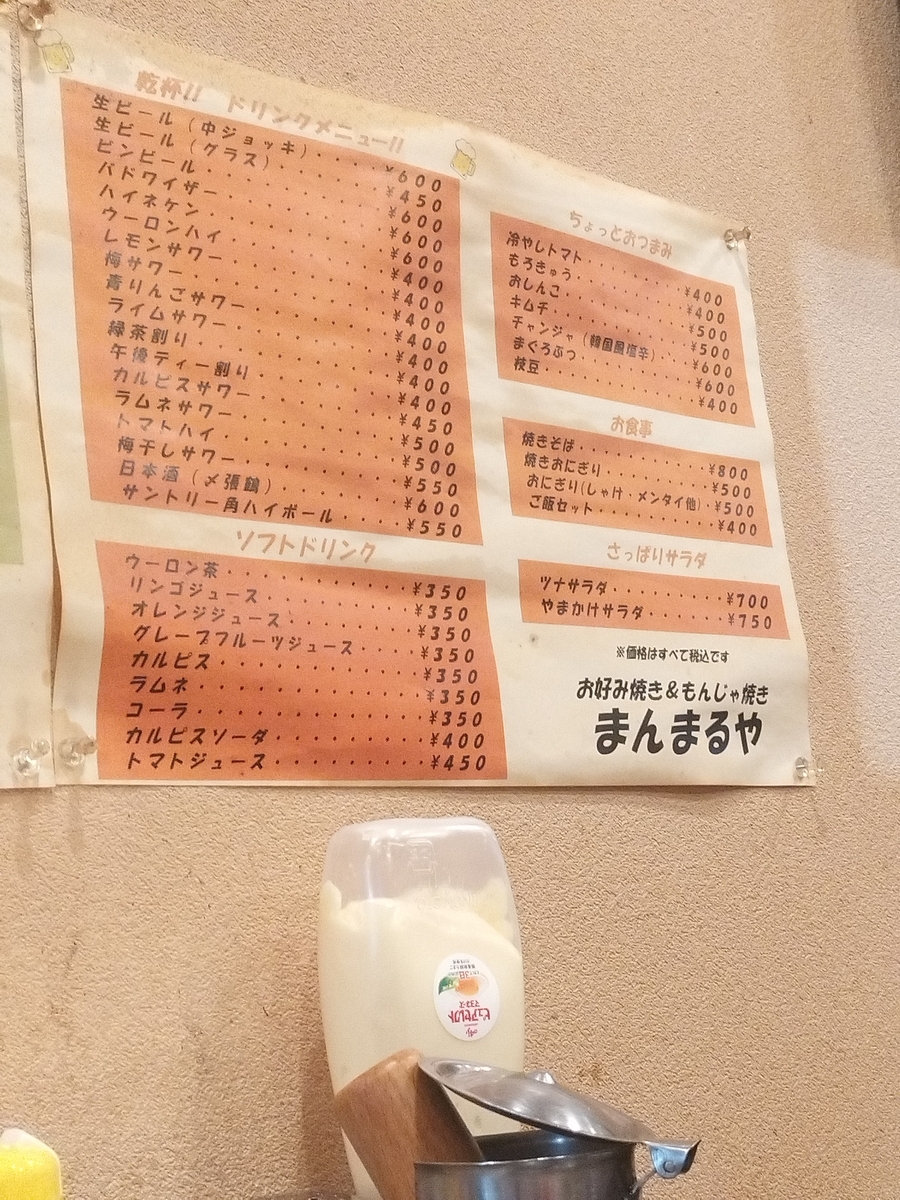 乾杯!! ドリンクメニュー!!
生ビール（中ジョッキ）・・・・・¥600
生ビール（グラス）・・・・・・¥450
ビンビール・・・・・・・・・・¥600
バドワイザー・・・・・・・・・¥600
ハイネケン・・・・・・・・・・¥600
ウーロンハイ・・・・・・・・・¥400
レモンサワー・・・・・・・・・¥400
梅サワー・・・・・・・・・・・¥400
青りんごサワー・・・・・・・・¥400
ライムサワー・・・・・・・・・¥400
緑茶割り・・・・・・・・・・・¥400
午後ティー割り・・・・・・・・¥400
カルピスサワー・・・・・・・・¥450
ラムネサワー・・・・・・・・・¥500
トマトハイ・・・・・・・・・・¥500
梅干しサワー・・・・・・・・・¥550
日本酒（〆張鶴）・・・・・・・¥600
サントリー角ハイボール・・・・¥550
ソフトドリンク
ウーロン茶・・・・・・・・・・¥350
リンゴジュース・・・・・・・・¥350
オレンジジュース・・・・・・・¥350
グレープフルーツジュース・・・¥350
カルピス・・・・・・・・・・・¥350
ラムネ・・・・・・・・・・・・¥350
コーラ・・・・・・・・・・・・¥350
カルピスソーダ・・・・・・・・¥400
トマトジュース・・・・・・・・¥450
ちょっとおつまみ
冷やしトマト・・・・・・・¥400
もろきゅう・・・・・・・・¥400
おしんこ・・・・・・・・・¥500
キムチ・・・・・・・・・・¥500
チャンジャ（韓国風塩辛）・・¥600
まぐろぶつ・・・・・・・・¥600
枝豆・・・・・・・・・・・¥400
お食事
焼きそば・・・・・・・・・¥800
焼きおにぎり・・・・・・・¥500
おにぎり(しゃけ・メンタイ他)・¥500
ご飯セット・・・・・・・・¥400
さっぱりサラダ
ツナサラダ・・・・・・・・¥700
やまかけサラダ・・・・・・¥750
※価格はすべて税込です
お好み焼き＆もんじゃ焼き
まんまるや
ピュアセレクト
マヨネーズ